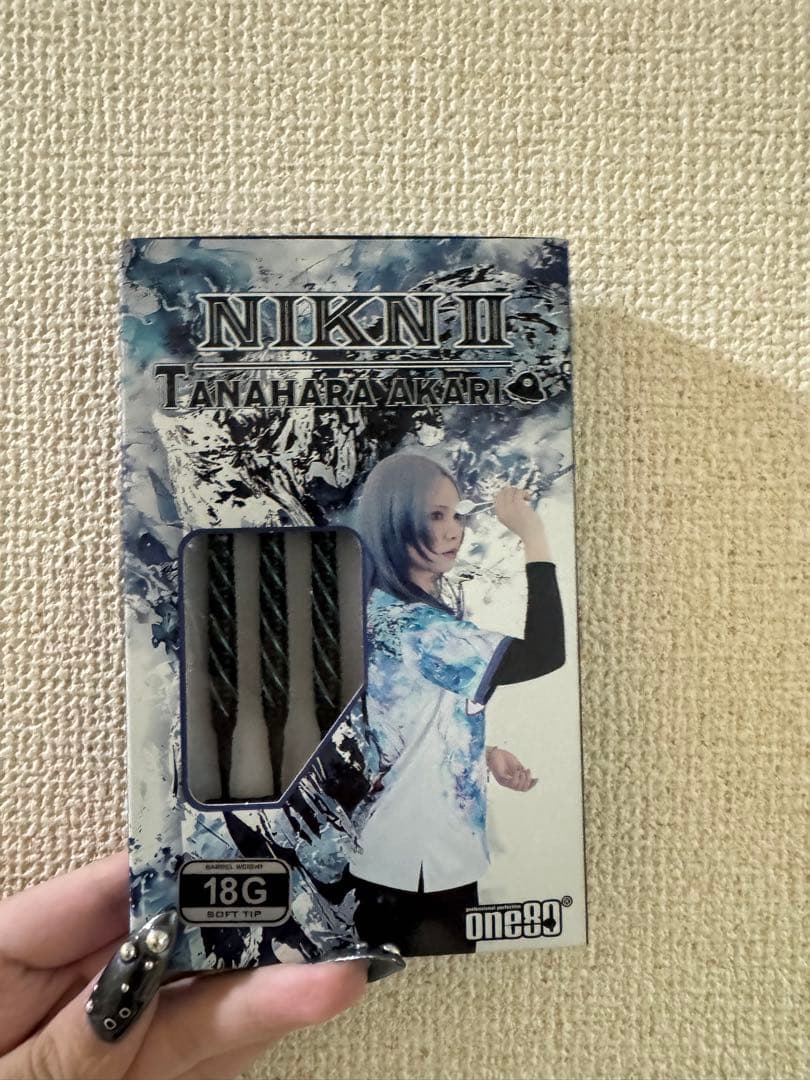 NIKN II
TANAHARA AKARI
BARREL WEIGHT
18G
SOFT TIP
professional perfection
one80®